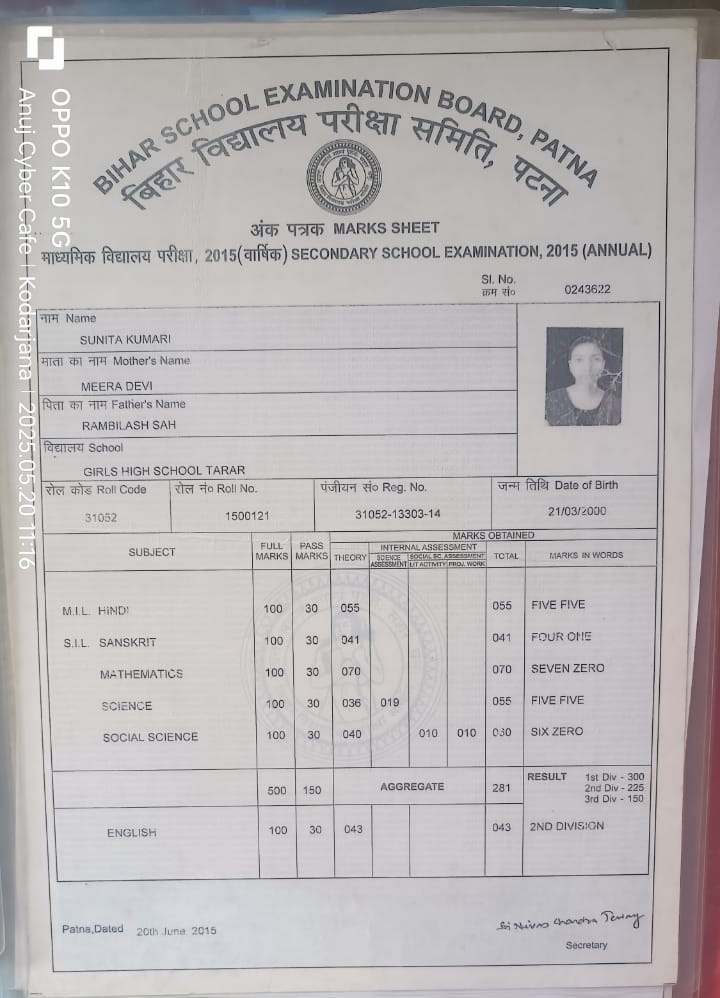 BIHAR SCHOOL EXAMINATION BOARD, PATNA
बिहार विद्यालय परीक्षा समिति, पटना
अंक पत्रक MARKS SHEET
माध्यमिक विद्यालय परीक्षा, 2015(वार्षिक) SECONDARY SCHOOL EXAMINATION, 2015 (ANNUAL)
Sl. No.
क्रम सं० 0243622
नाम Name
SUNITA KUMARI
माता का नाम Mother's Name
MEERA DEVI
पिता का नाम Father's Name
RAMBILASH SAH
विद्यालय School
GIRLS HIGH SCHOOL TARAR
रोल कोड Roll Code रोल नं० Roll No. पंजीयन सं० Reg. No. जन्म तिथि Date of Birth
31052 1500121 31052-13303-14 21/03/2000
MARKS OBTAINED
SUBJECT FULL MARKS PASS MARKS THEORY INTERNAL ASSESSMENT TOTAL MARKS IN WORDS
SCIENCE ASSESSMENT SOCIAL SC. ASSESSMENT LIT ACTIVITY PROJ. WORK
M.I.L. HINDI 100 30 055 055 FIVE FIVE
S.I.L. SANSKRIT 100 30 041 041 FOUR ONE
MATHEMATICS 100 30 070 070 SEVEN ZERO
SCIENCE 100 30 036 019 055 FIVE FIVE
SOCIAL SCIENCE 100 30 040 010 010 060 SIX ZERO
500 150 AGGREGATE 281 RESULT 1st Div - 300
2nd Div - 225
3rd Div - 150
ENGLISH 100 30 043 043 2ND DIVISION
Patna,Dated 20th June 2015
Secretary
OPPO K10 5G
Anuj Cyber Cafe | Kodarjana | 2025.05.20 11:16